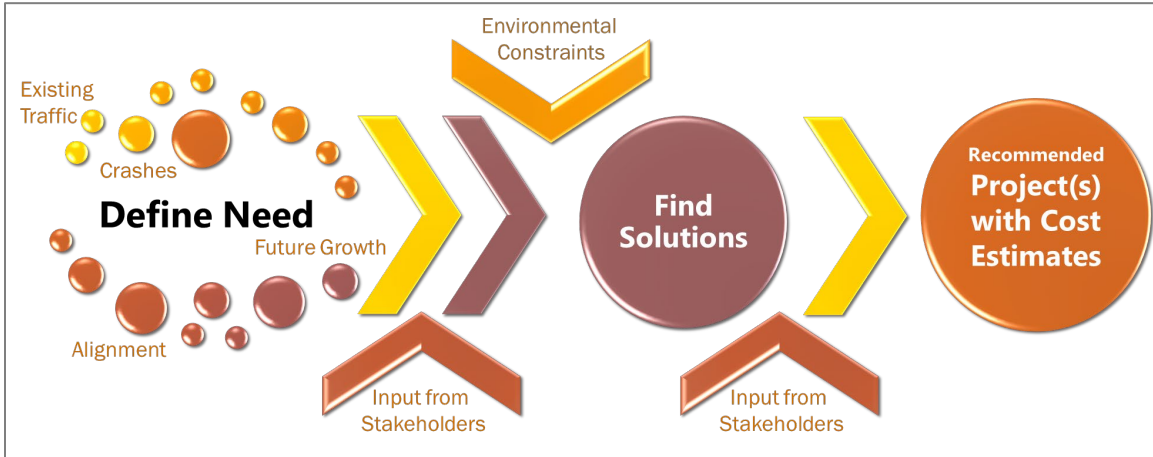 Existing
Traffic
Crashes
Define Need
Future Growth
Alignment
Environmental
Constraints
Input from
Stakeholders
Find
Solutions
Input from
Stakeholders
Recommended
Project(s)
with Cost
Estimates